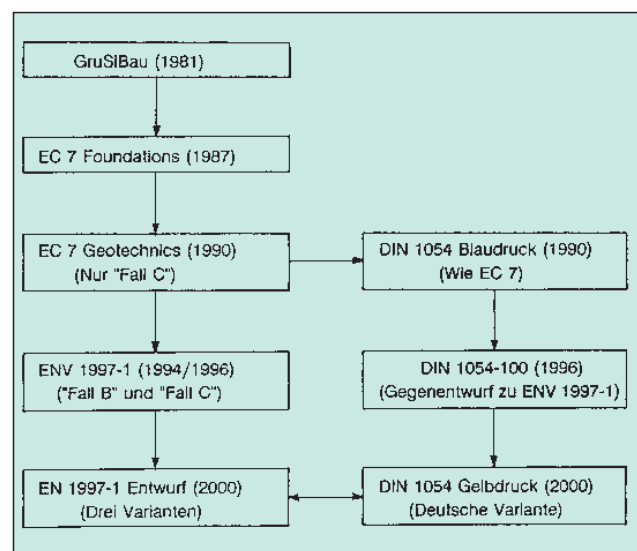 GruSiBau (1981)
EC 7 Foundations (1987)
EC 7 Geotechnics (1990)
(Nur "Fall C")
DIN 1054 Blaudruck (1990)
(Wie EC 7)
ENV 1997-1 (1994/1996)
("Fall B" und "Fall C")
DIN 1054-100 (1996)
(Gegenentwurf zu ENV 1997-1)
EN 1997-1 Entwurf (2000)
(Drei Varianten)
DIN 1054 Gelbdruck (2000)
(Deutsche Variante)